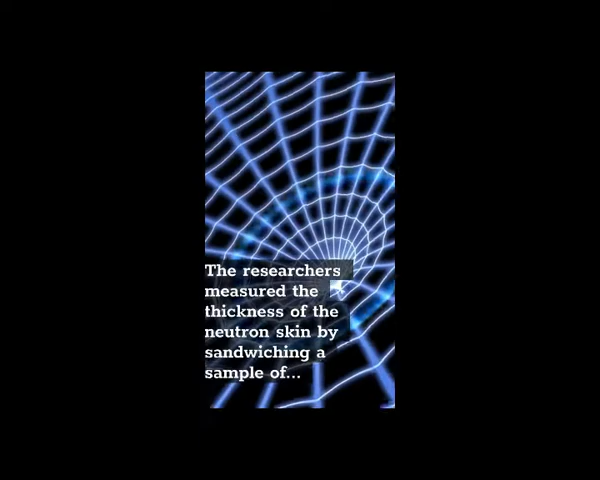 The researchers
measured the
thickness of the
neutron skin by
sandwiching a
sample of...